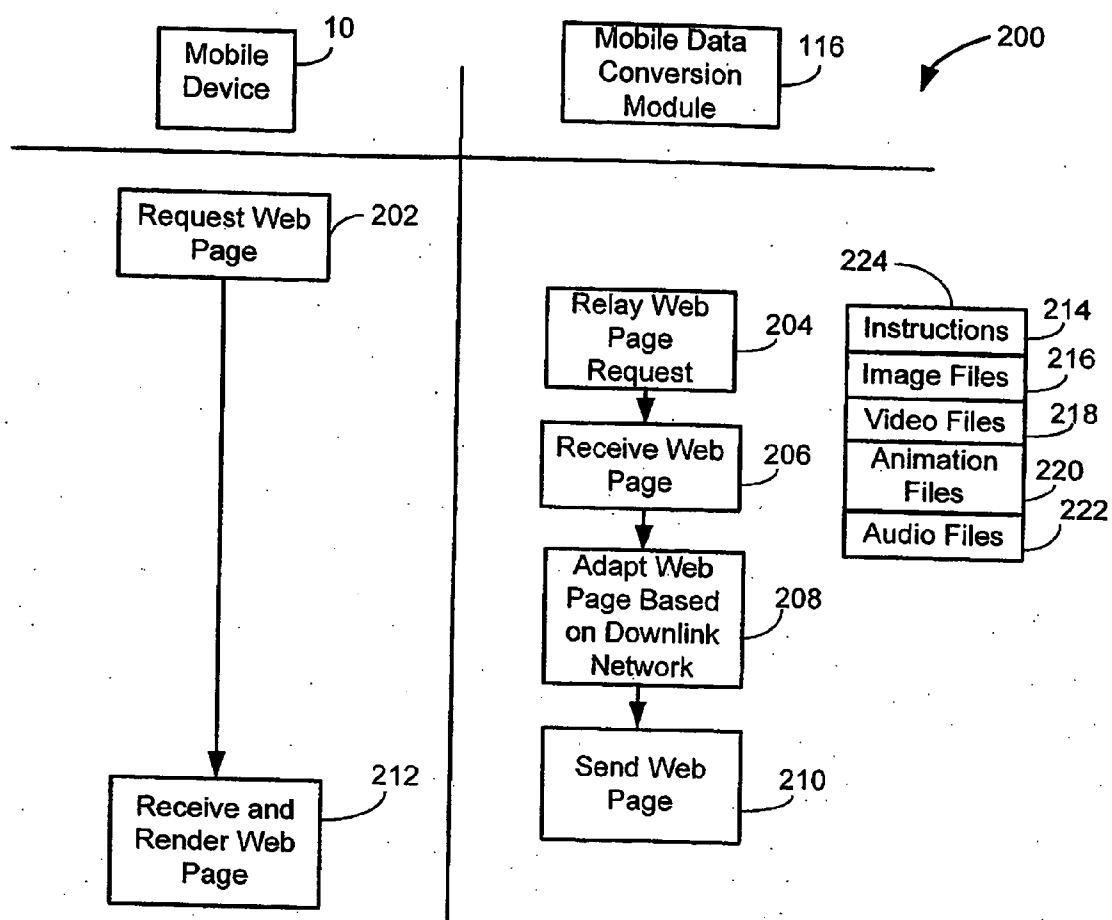 Mobile
Device
10
Mobile Data
Conversion
Module
116
200
Request Web
Page
202
Relay Web
Page
Request
204
Receive Web
Page
206
Adapt Web
Page Based
on Downlink
Network
208
Send Web
Page
210
224
Instructions
214
Image Files
216
Video Files
218
Animation
Files
220
Audio Files
222
Receive and
Render Web
Page
212